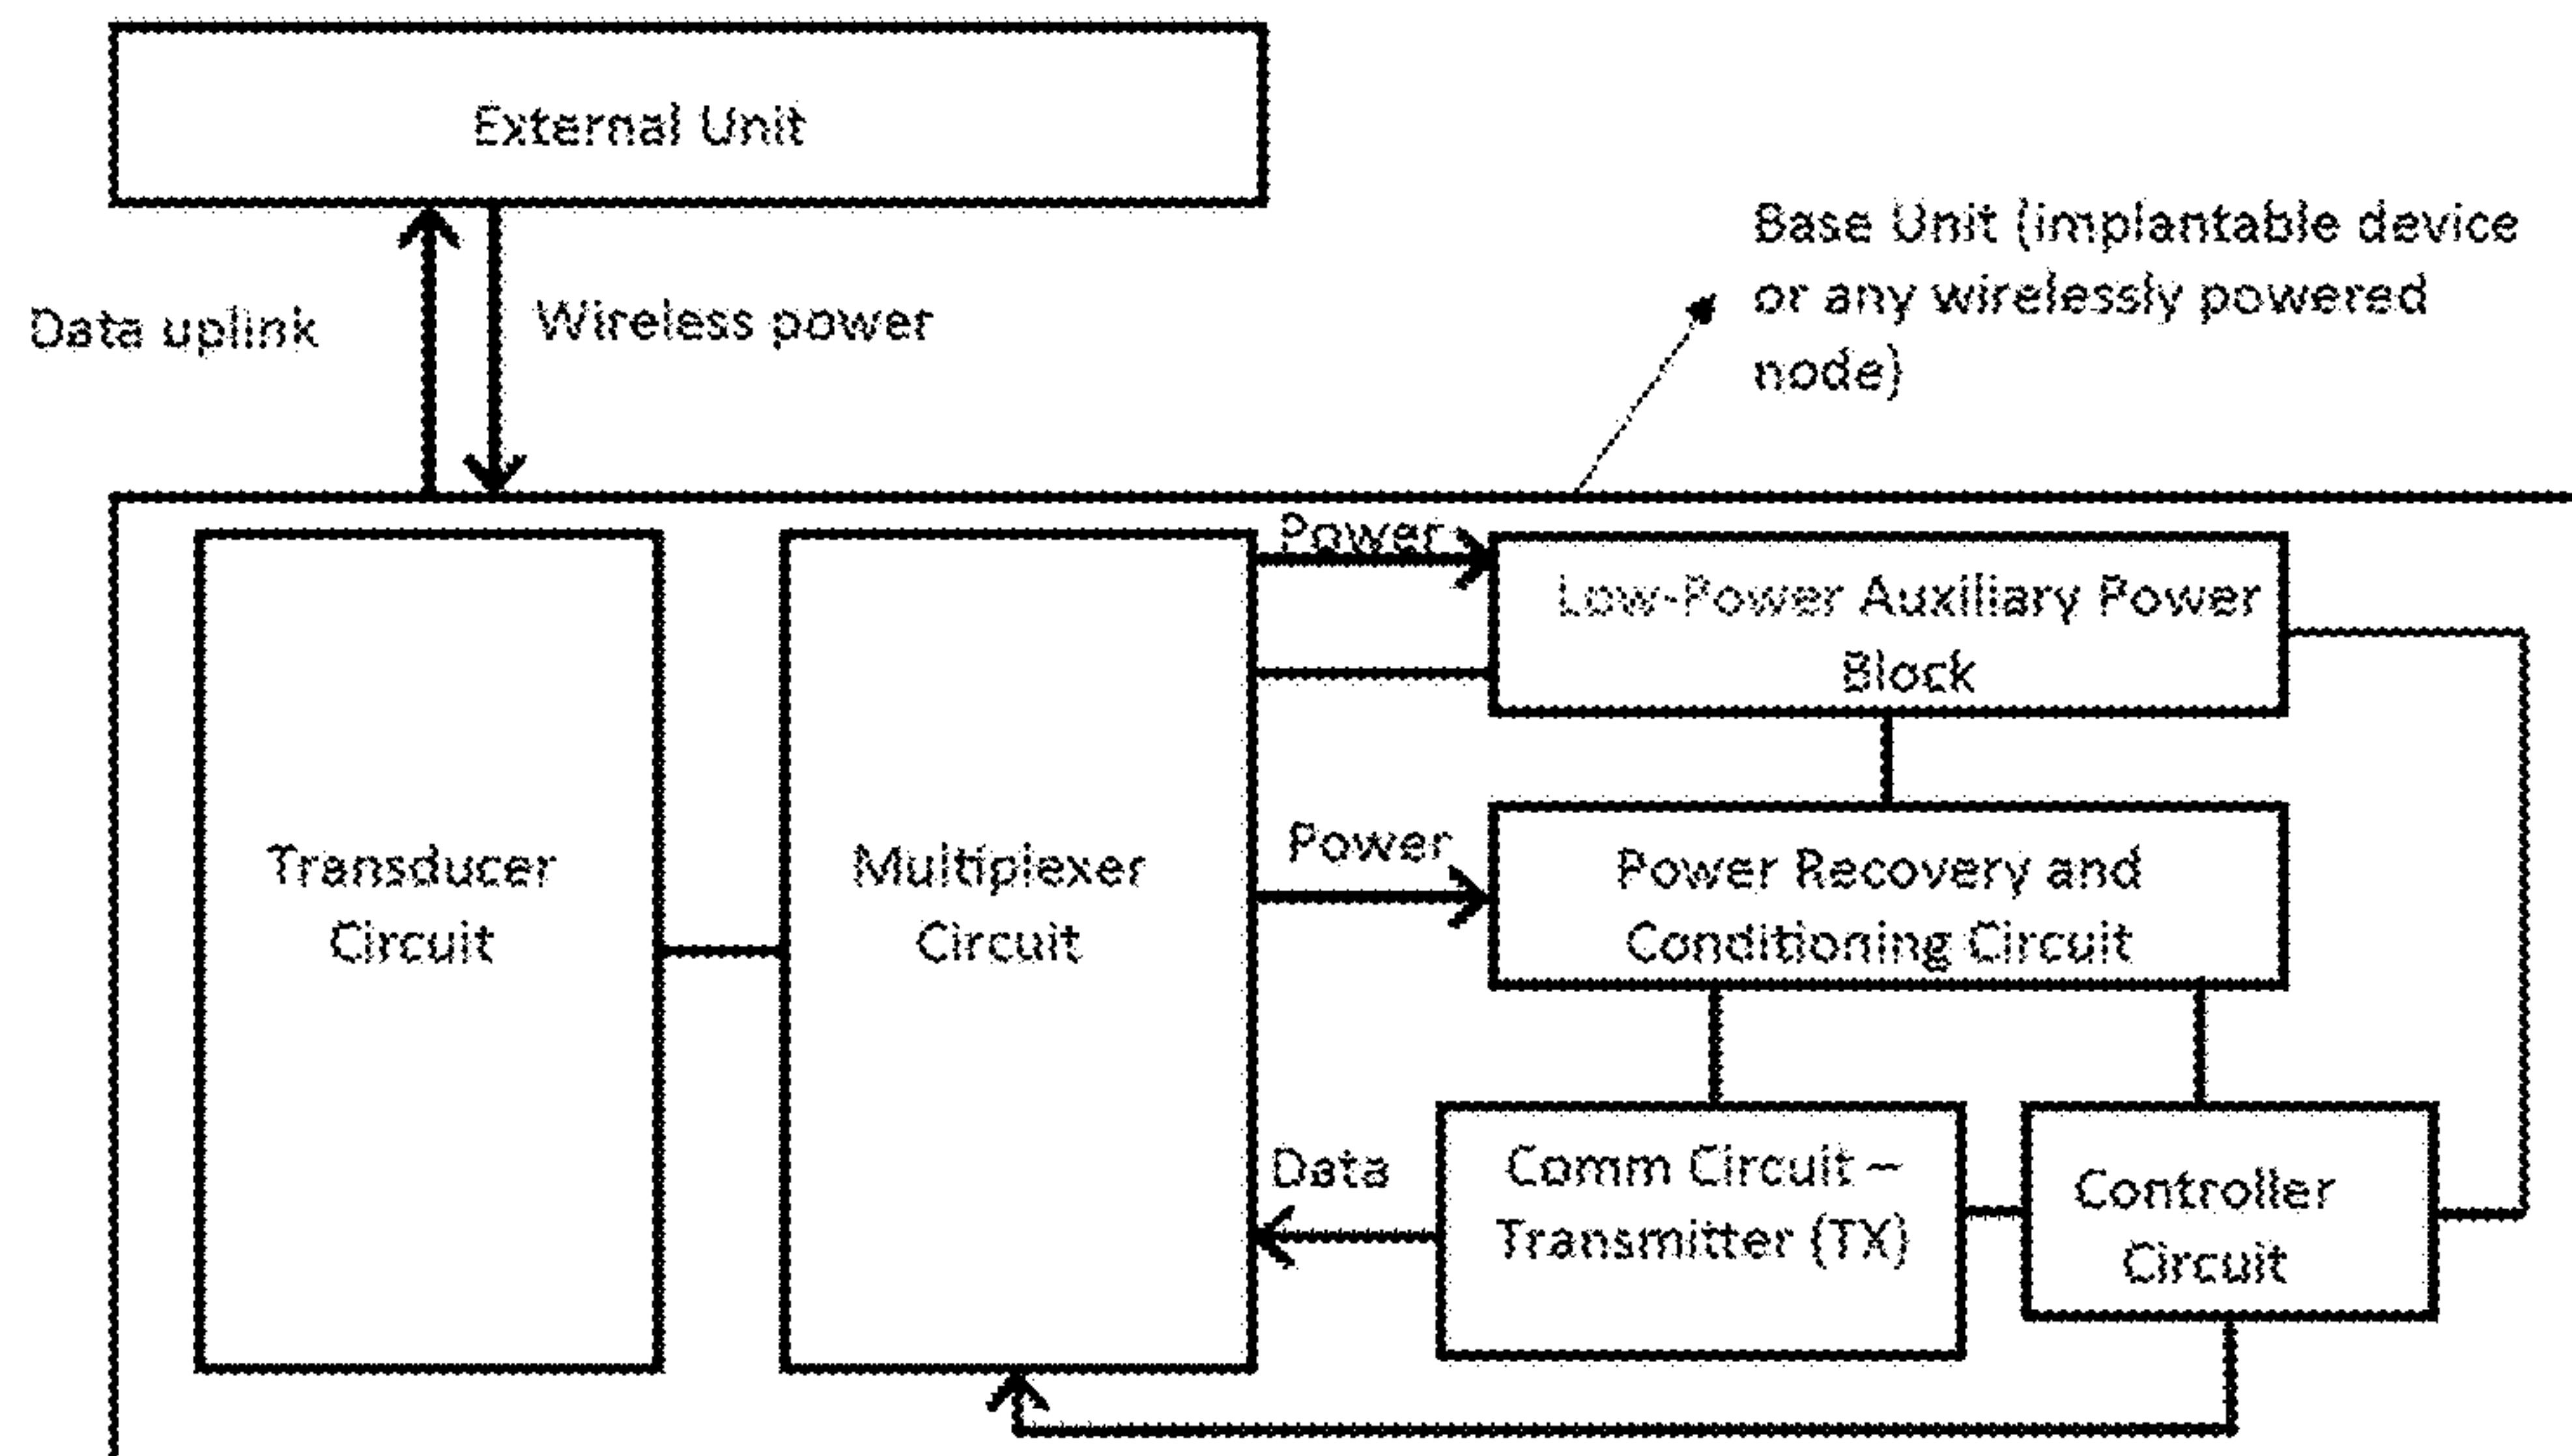 External Unit
Data uplink
Wireless power
Base Unit (implantable device
or any wirelessly powered
node)
Power
Low-Power Auxiliary Power
Block
Transducer
Circuit
Multiplexer
Circuit
Power
Power Recovery and
Conditioning Circuit
Data
Comm Circuit –
Transmitter (TX)
Controller
Circuit